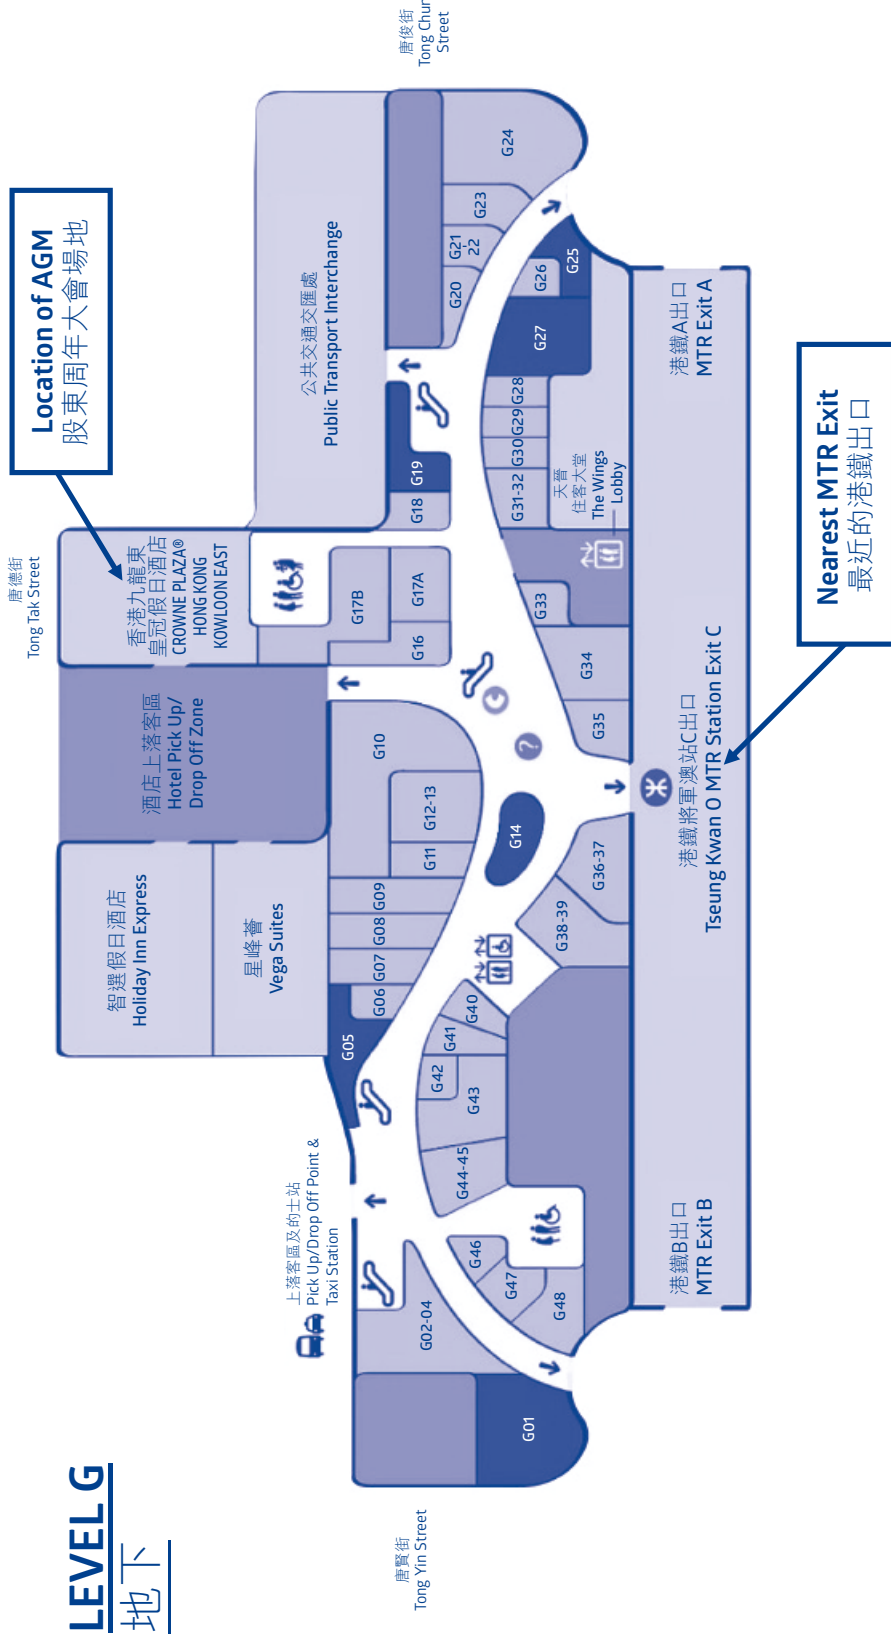 LEVEL G
地下
Location of AGM
股東周年大會場地
唐德街
Tong Tak Street
智選假日酒店
Holiday Inn Express
星峰薈
Vega Suites
酒店上落客區
Hotel Pick Up/
Drop Off Zone
香港九龍東
皇冠假日酒店
CROWNE PLAZA®
HONG KONG
KOWLOON EAST
公共交通交匯處
Public Transport Interchange
唐俊街
Tong Chun
Street
上落客區及的士站
Pick Up/Drop Off Point &
Taxi Station
唐賢街
Tong Yin Street
G01
G02-04
G05
G06
G07
G08
G09
G10
G11
G12-13
G14
G16
G17A
G17B
G18
G19
G20
G21
-22
G23
G24
G25
G26
G27
G28
G29
G30
G31-32
天晉
住客大堂
The Wings
Lobby
G33
G34
G35
?
G36-37
G38-39
G40
G41
G42
G43
G44-45
G46
G47
G48
港鐵B出口
MTR Exit B
港鐵將軍澳站C出口
Tseung Kwan O MTR Station Exit C
港鐵A出口
MTR Exit A
Nearest MTR Exit
最近的港鐵出口